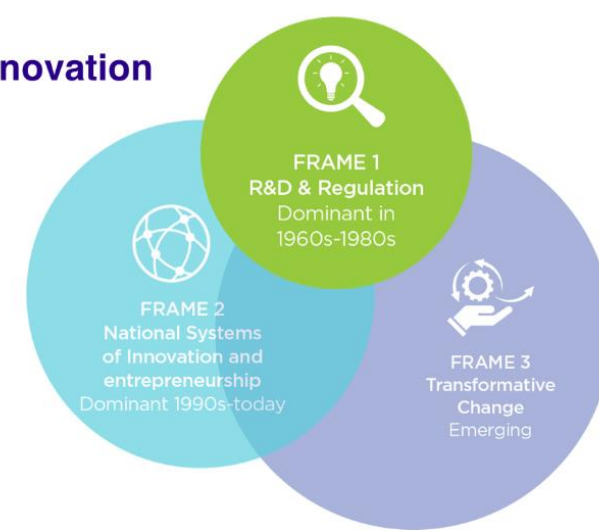 novation
FRAME 1
R&D & Regulation
Dominant in
1960s-1980s
FRAME 2
National Systems
of Innovation and
entrepreneurship
Dominant 1990s-today
FRAME 3
Transformative
Change
Emerging